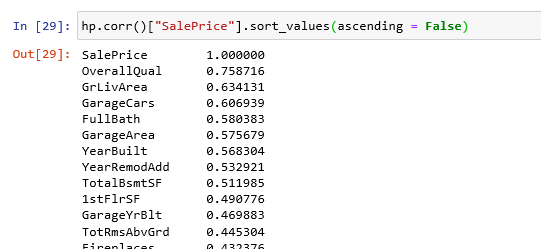 In [29]: hp.corr()["SalePrice"].sort_values(ascending = False)
Out[29]: SalePrice 1.000000
OverallQual 0.758716
GrLivArea 0.634131
GarageCars 0.606939
FullBath 0.580383
GarageArea 0.575679
YearBuilt 0.568304
YearRemodAdd 0.532921
TotalBsmtSF 0.511985
1stFlrSF 0.490776
GarageYrBlt 0.469883
TotRmsAbvGrd 0.445304
Fireplaces 0.432376